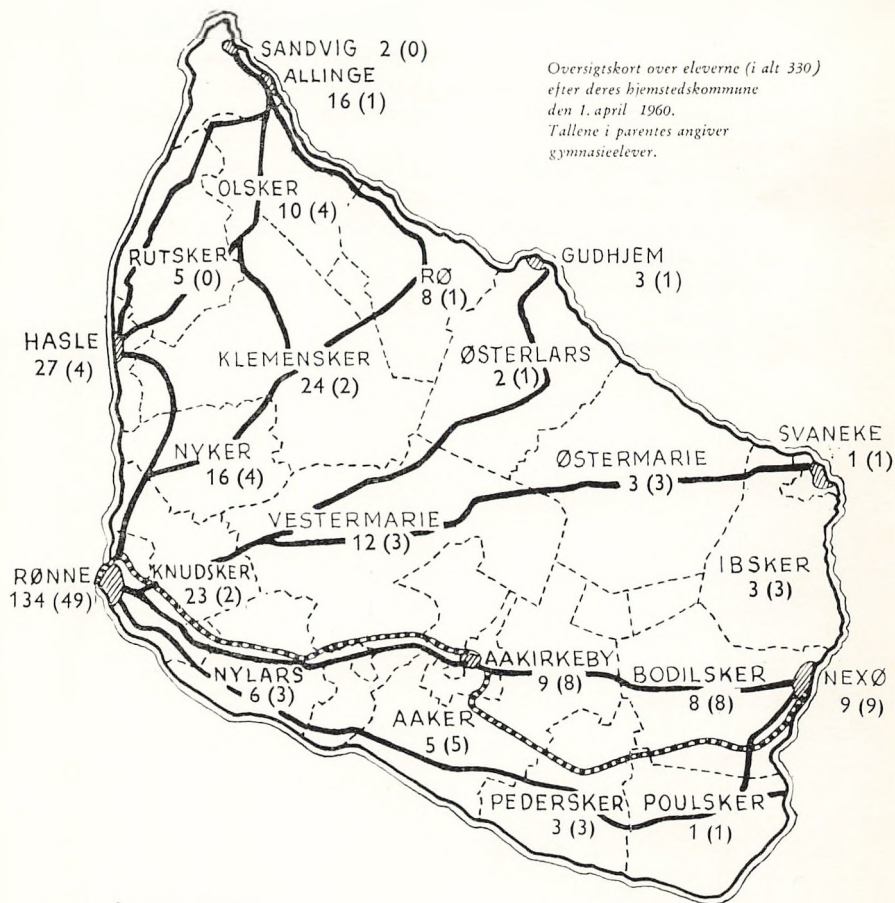 SANDVIG 2 (0)
ALLINGE
16 (1)
Oversigtskort over eleverne (i alt 330)
efter deres hjemstedskommune
den 1. april 1960.
Tallene i parentes angiver
gymnasieelever.
OLSKER
10 (4)
RUTSKER
5 (0)
GUDHJEM
3 (1)
RØ
8 (1)
HASLE
27 (4)
KLEMENSKER
24 (2)
ØSTERLARS
2 (1)
SVANEKE
1 (1)
NYKER
16 (4)
ØSTERMARIE
3 (3)
VESTERMARIE
12 (3)
IBSKER
3 (3)
RØNNE
134 (49)
KNUDSKER
23 (2)
AAKIRKEBY
9 (8)
BODILSKER
8 (8)
NEXØ
9 (9)
NYLARS
6 (3)
AAKER
5 (5)
PEDERSKER
3 (3)
POULSKER
1 (1)